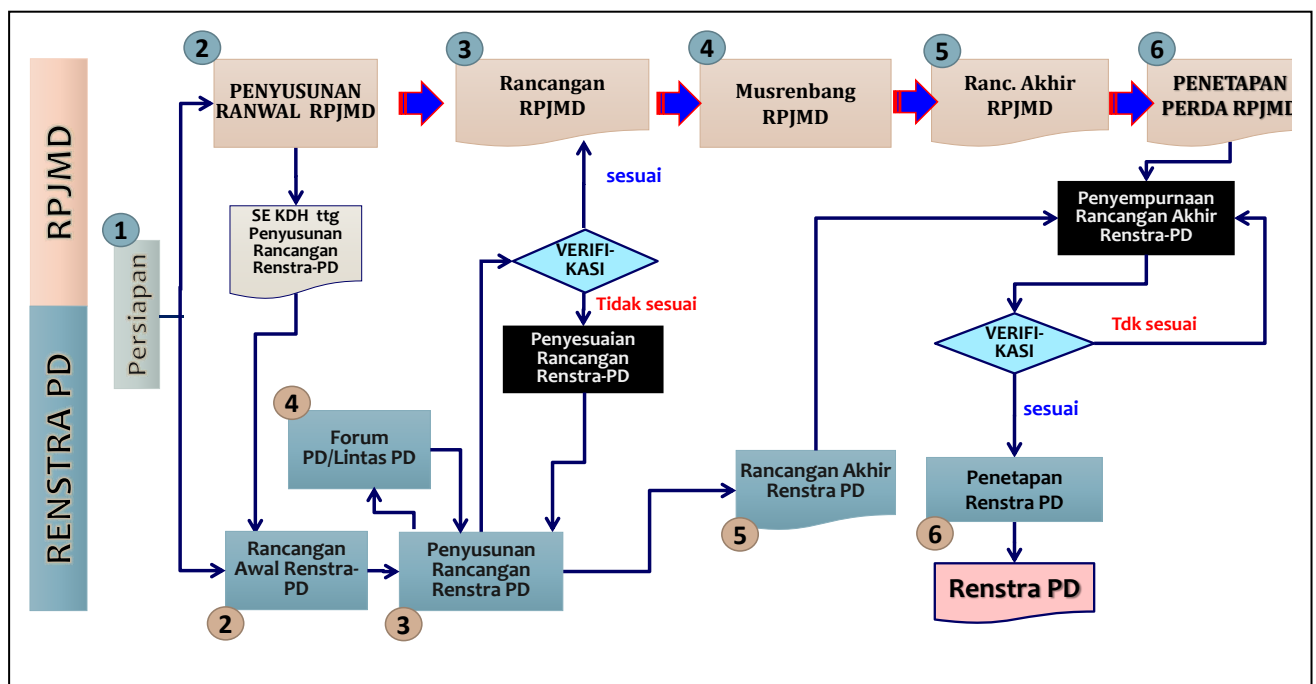 RPJMD
RENSTRA PD
1
Persiapan
2
PENYUSUNAN
RANWAL RPJMD
3
Rancangan
RPJMD
4
Musrenbang
RPJMD
5
Ranc. Akhir
RPJMD
6
PENETAPAN
PERDA RPJMD
SE KDH ttg
Penyusunan
Rancangan
Renstra-PD
sesuai
VERIFI-
KASI
Tidak sesuai
Penyesuaian
Rancangan
Renstra-PD
Penyempurnaan
Rancangan Akhir
Renstra-PD
VERIFI-
KASI
Tdk sesuai
sesuai
4
Forum
PD/Lintas PD
Rancangan Akhir
Renstra PD
5
Penetapan
Renstra PD
6
Rancangan
Awal Renstra-
PD
2
Penyusunan
Rancangan
Renstra PD
3
Renstra PD